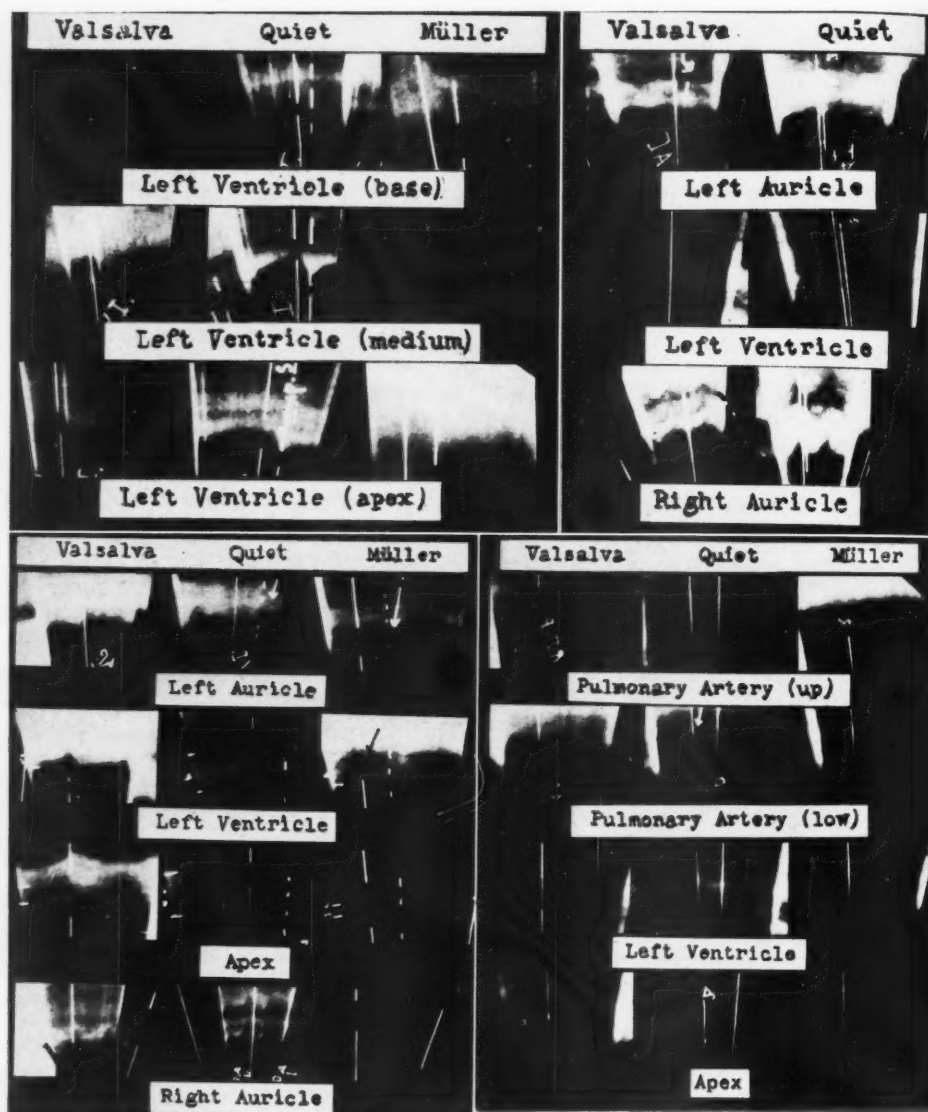 Valsalva Quiet Müller
Left Ventricle (base)
Left Ventricle (medium)
Left Ventricle (apex)
Valsalva Quiet
Left Auricle
Left Ventricle
Right Auricle
Valsalva Quiet Müller
Left Auricle
Left Ventricle
Apex
Right Auricle
Valsalva Quiet Müller
Pulmonary Artery (up)
Pulmonary Artery (low)
Left Ventricle
Apex